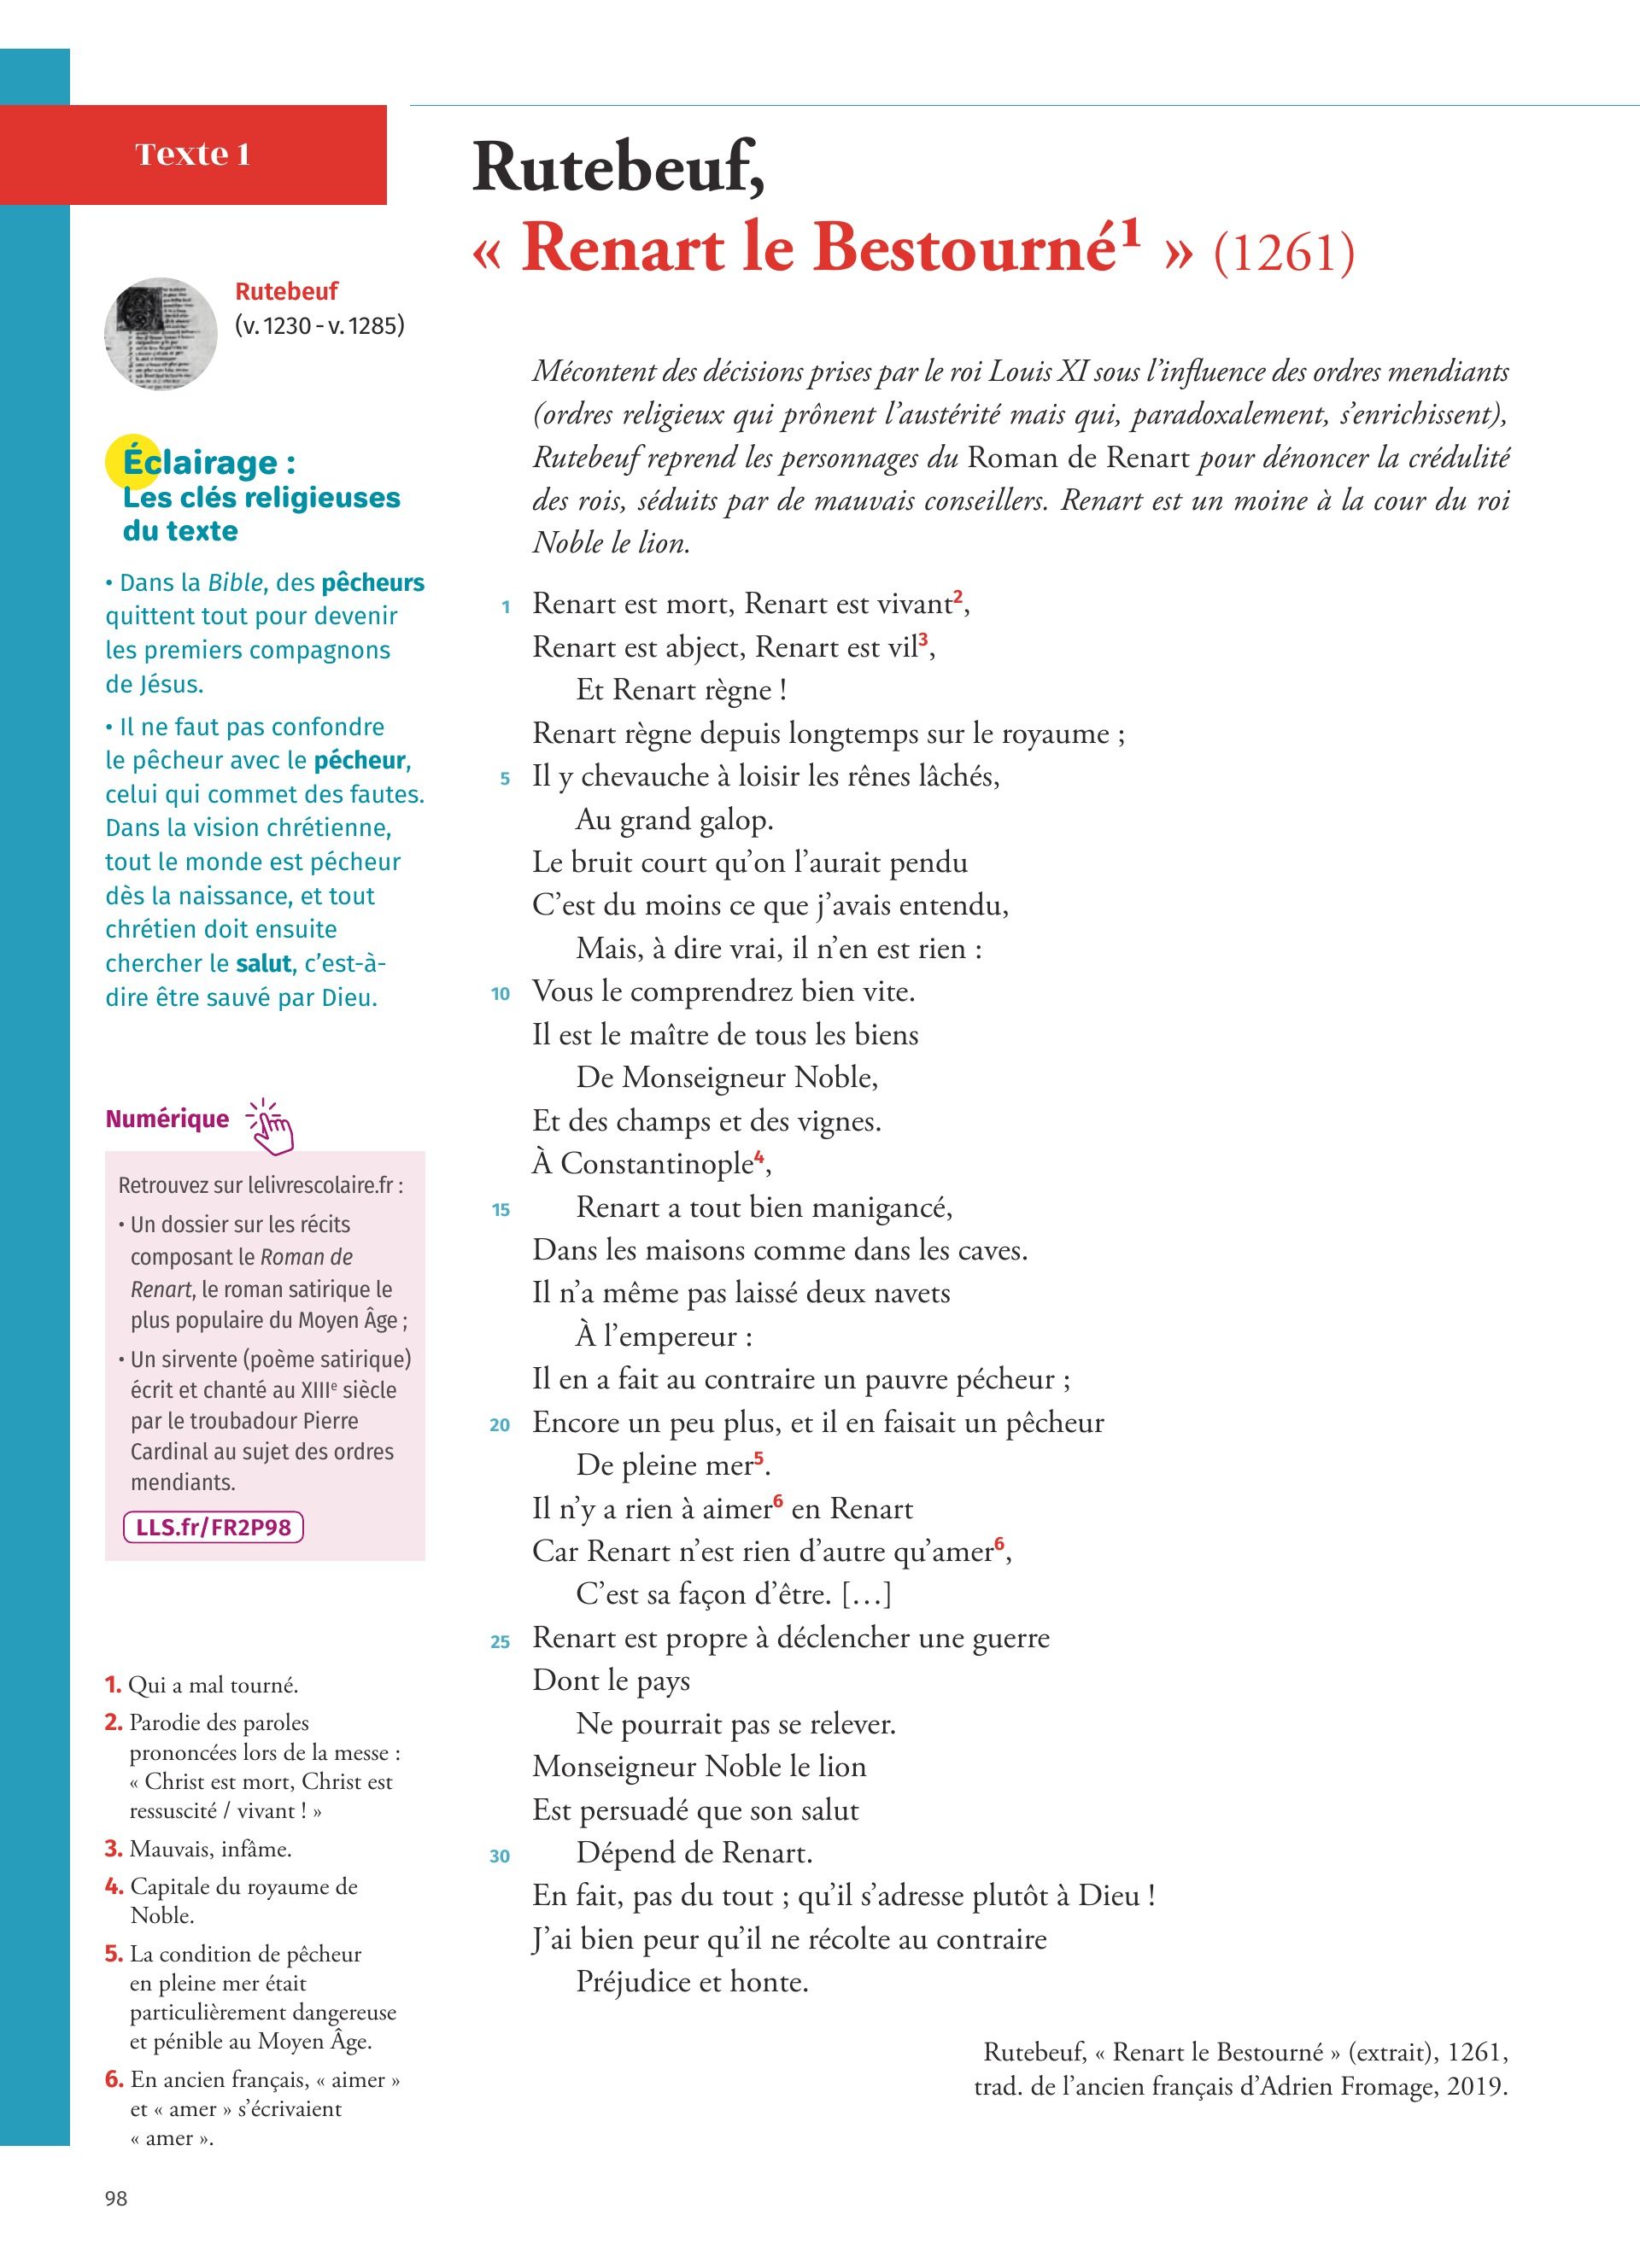 Texte 1
Rutebeuf,
« Renart le Bestourné¹ » (1261)
Rutebeuf
(v. 1230 - v. 1285)
Éclairage :
Les clés religieuses
du texte
• Dans la Bible, des pêcheurs
quittent tout pour devenir
les premiers compagnons
de Jésus.
• Il ne faut pas confondre
le pêcheur avec le pécheur,
celui qui commet des fautes.
Dans la vision chrétienne,
tout le monde est pécheur
dès la naissance, et tout
chrétien doit ensuite
chercher le salut, c'est-à-
dire être sauvé par Dieu.
Numérique
Retrouvez sur lelivrescolaire.fr :
• Un dossier sur les récits
composant le Roman de
Renart, le roman satirique le
plus populaire du Moyen Âge ;
• Un sirvente (poème satirique)
écrit et chanté au XIIIe siècle
par le troubadour Pierre
Cardinal au sujet des ordres
mendiants.
LLS.fr/FR2P98
1. Qui a mal tourné.
2. Parodie des paroles
prononcées lors de la messe :
« Christ est mort, Christ est
ressuscité / vivant ! »
3. Mauvais, infâme.
4. Capitale du royaume de
Noble.
5. La condition de pêcheur
en pleine mer était
particulièrement dangereuse
et pénible au Moyen Âge.
6. En ancien français, « aimer »
et « amer » s'écrivaient
« amer ».
Mécontent des décisions prises par le roi Louis XI sous l'influence des ordres mendiants
(ordres religieux qui prônent l'austérité mais qui, paradoxalement, s'enrichissent),
Rutebeuf reprend les personnages du Roman de Renart pour dénoncer la crédulité
des rois, séduits par de mauvais conseillers. Renart est un moine à la cour du roi
Noble le lion.
1 Renart est mort, Renart est vivant²,
Renart est abject, Renart est vil³,
Et Renart règne !
Renart règne depuis longtemps sur le royaume ;
5 Il y chevauche à loisir les rênes lâchés,
Au grand galop.
Le bruit court qu'on l'aurait pendu
C'est du moins ce que j'avais entendu,
Mais, à dire vrai, il n'en est rien :
10 Vous le comprendrez bien vite.
Il est le maître de tous les biens
De Monseigneur Noble,
Et des champs et des vignes.
À Constantinople⁴,
15 Renart a tout bien manigancé,
Dans les maisons comme dans les caves.
Il n'a même pas laissé deux navets
À l'empereur :
Il en a fait au contraire un pauvre pécheur ;
20 Encore un peu plus, et il en faisait un pêcheur
De pleine mer⁵.
Il n'y a rien à aimer⁶ en Renart
Car Renart n'est rien d'autre qu'amer⁶,
C'est sa façon d'être. […]
25 Renart est propre à déclencher une guerre
Dont le pays
Ne pourrait pas se relever.
Monseigneur Noble le lion
Est persuadé que son salut
30 Dépend de Renart.
En fait, pas du tout ; qu'il s'adresse plutôt à Dieu !
J'ai bien peur qu'il ne récolte au contraire
Préjudice et honte.
Rutebeuf, « Renart le Bestourné » (extrait), 1261,
trad. de l'ancien français d'Adrien Fromage, 2019.
98